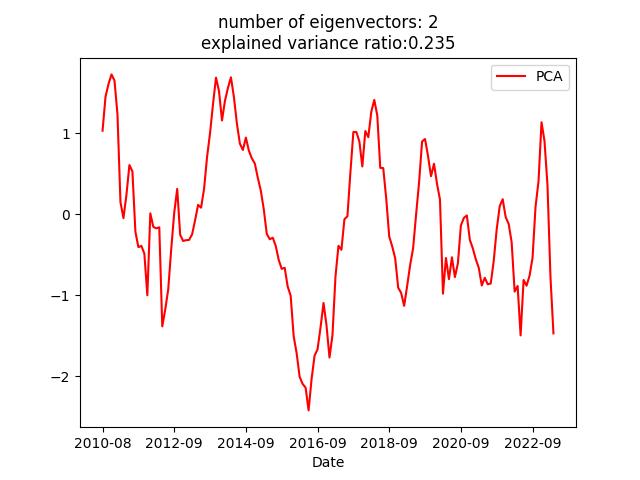 number of eigenvectors: 2
explained variance ratio:0.235
PCA
1
0
−1
−2
2010-08 2012-09 2014-09 2016-09 2018-09 2020-09 2022-09
Date